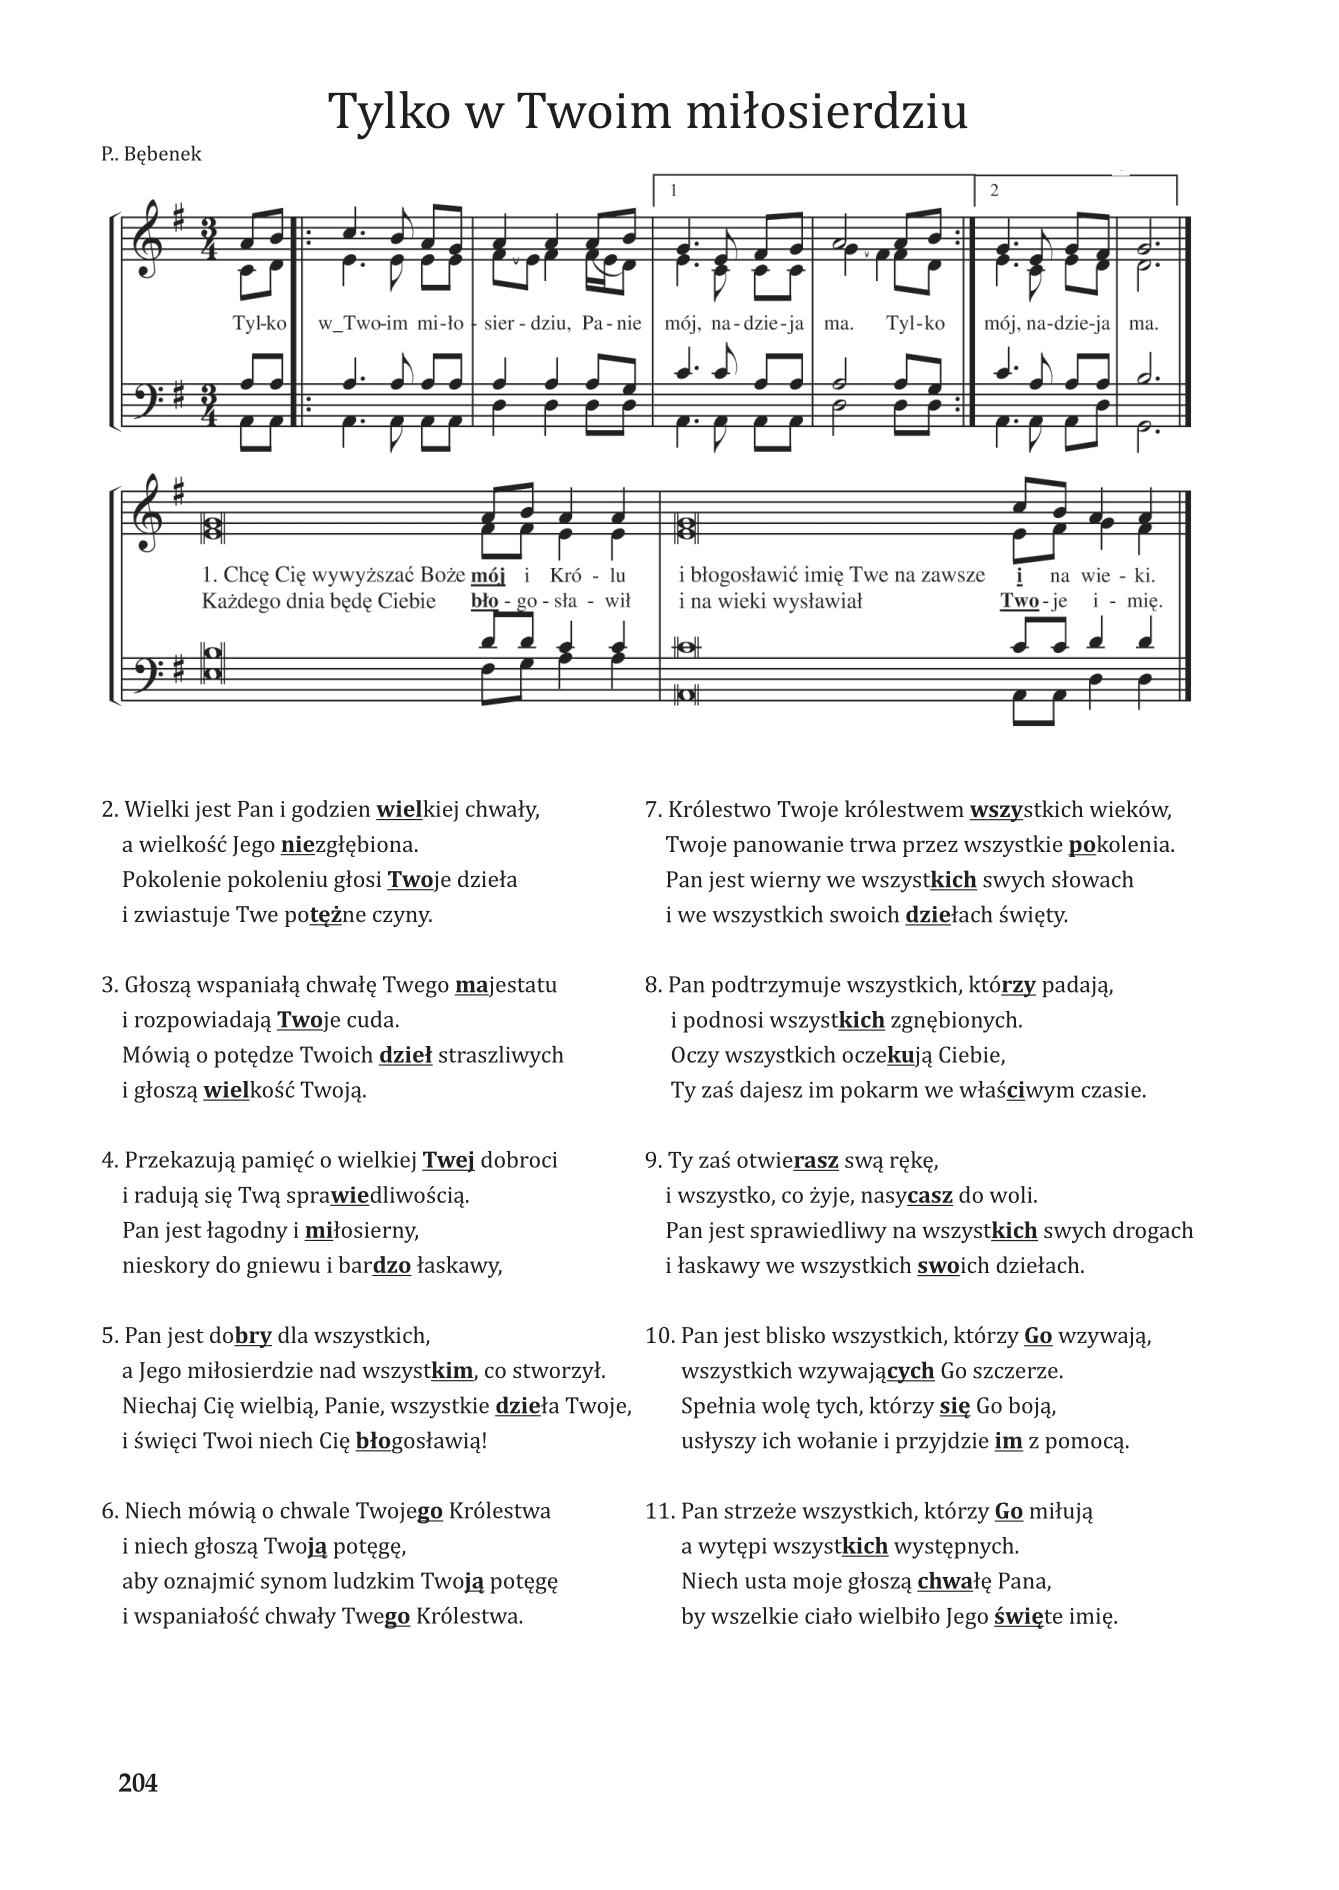 Tylko w Twoim miłosierdziu
P.. Bębenek
1
2
3
4
3
4
Tyl-ko w_Two-im mi-ło - sier - dziu, Pa - nie mój, na - dzie - ja ma. Tyl - ko mój, na-dzie-ja ma.
1. Chcę Cię wywyższać Boże mój i Kró - lu i błogosławić imię Twe na zawsze i na wie - ki.
Każdego dnia będę Ciebie bło - go - sła - wił i na wieki wysławiał Two - je i - mię.
2. Wielki jest Pan i godzien wielkiej chwały,
a wielkość Jego niezgłębiona.
Pokolenie pokoleniu głosi Twoje dzieła
i zwiastuje Twe potężne czyny.
3. Głoszą wspaniałą chwałę Twego majestatu
i rozpowiadają Twoje cuda.
Mówią o potędze Twoich dzieł straszliwych
i głoszą wielkość Twoją.
4. Przekazują pamięć o wielkiej Twej dobroci
i radują się Twą sprawiedliwością.
Pan jest łagodny i miłosierny,
nieskory do gniewu i bardzo łaskawy,
5. Pan jest dobry dla wszystkich,
a Jego miłosierdzie nad wszystkim, co stworzył.
Niechaj Cię wielbią, Panie, wszystkie dzieła Twoje,
i święci Twoi niech Cię błogosławią!
6. Niech mówią o chwale Twojego Królestwa
i niech głoszą Twoją potęgę,
aby oznajmić synom ludzkim Twoją potęgę
i wspaniałość chwały Twego Królestwa.
7. Królestwo Twoje królestwem wszystkich wieków,
Twoje panowanie trwa przez wszystkie pokolenia.
Pan jest wierny we wszystkich swych słowach
i we wszystkich swoich dziełach święty.
8. Pan podtrzymuje wszystkich, którzy padają,
i podnosi wszystkich zgnębionych.
Oczy wszystkich oczekują Ciebie,
Ty zaś dajesz im pokarm we właściwym czasie.
9. Ty zaś otwierasz swą rękę,
i wszystko, co żyje, nasycasz do woli.
Pan jest sprawiedliwy na wszystkich swych drogach
i łaskawy we wszystkich swoich dziełach.
10. Pan jest blisko wszystkich, którzy Go wzywają,
wszystkich wzywających Go szczerze.
Spełnia wolę tych, którzy się Go boją,
usłyszy ich wołanie i przyjdzie im z pomocą.
11. Pan strzeże wszystkich, którzy Go miłują
a wytępi wszystkich występnych.
Niech usta moje głoszą chwałę Pana,
by wszelkie ciało wielbiło Jego święte imię.
204